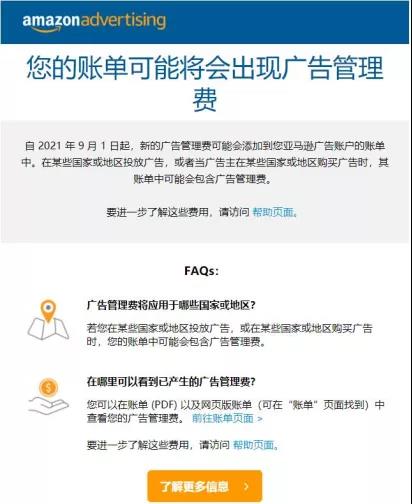 amazonadvertising
您的账单可能将会出现广告管理
费
自 2021 年 9 月 1 日起，新的广告管理费可能会添加到您亚马逊广告账户的账单
中。在某些国家或地区投放广告，或者当广告主在某些国家或地区购买广告时，其
账单中可能会包含广告管理费。
要进一步了解这些费用，请访问 帮助页面。
FAQs:
广告管理费将应用于哪些国家或地区?
若您在某些国家或地区投放广告，或在某些国家或地区购买广告
时，您的账单中可能会包含广告管理费。
在哪里可以看到已产生的广告管理费?
您可以在账单 (PDF) 以及网页版账单（可在“账单”页面找到）中
查看您的广告管理费。前往账单页面 >
要进一步了解这些费用，请访问 帮助页面。
了解更多信息 >